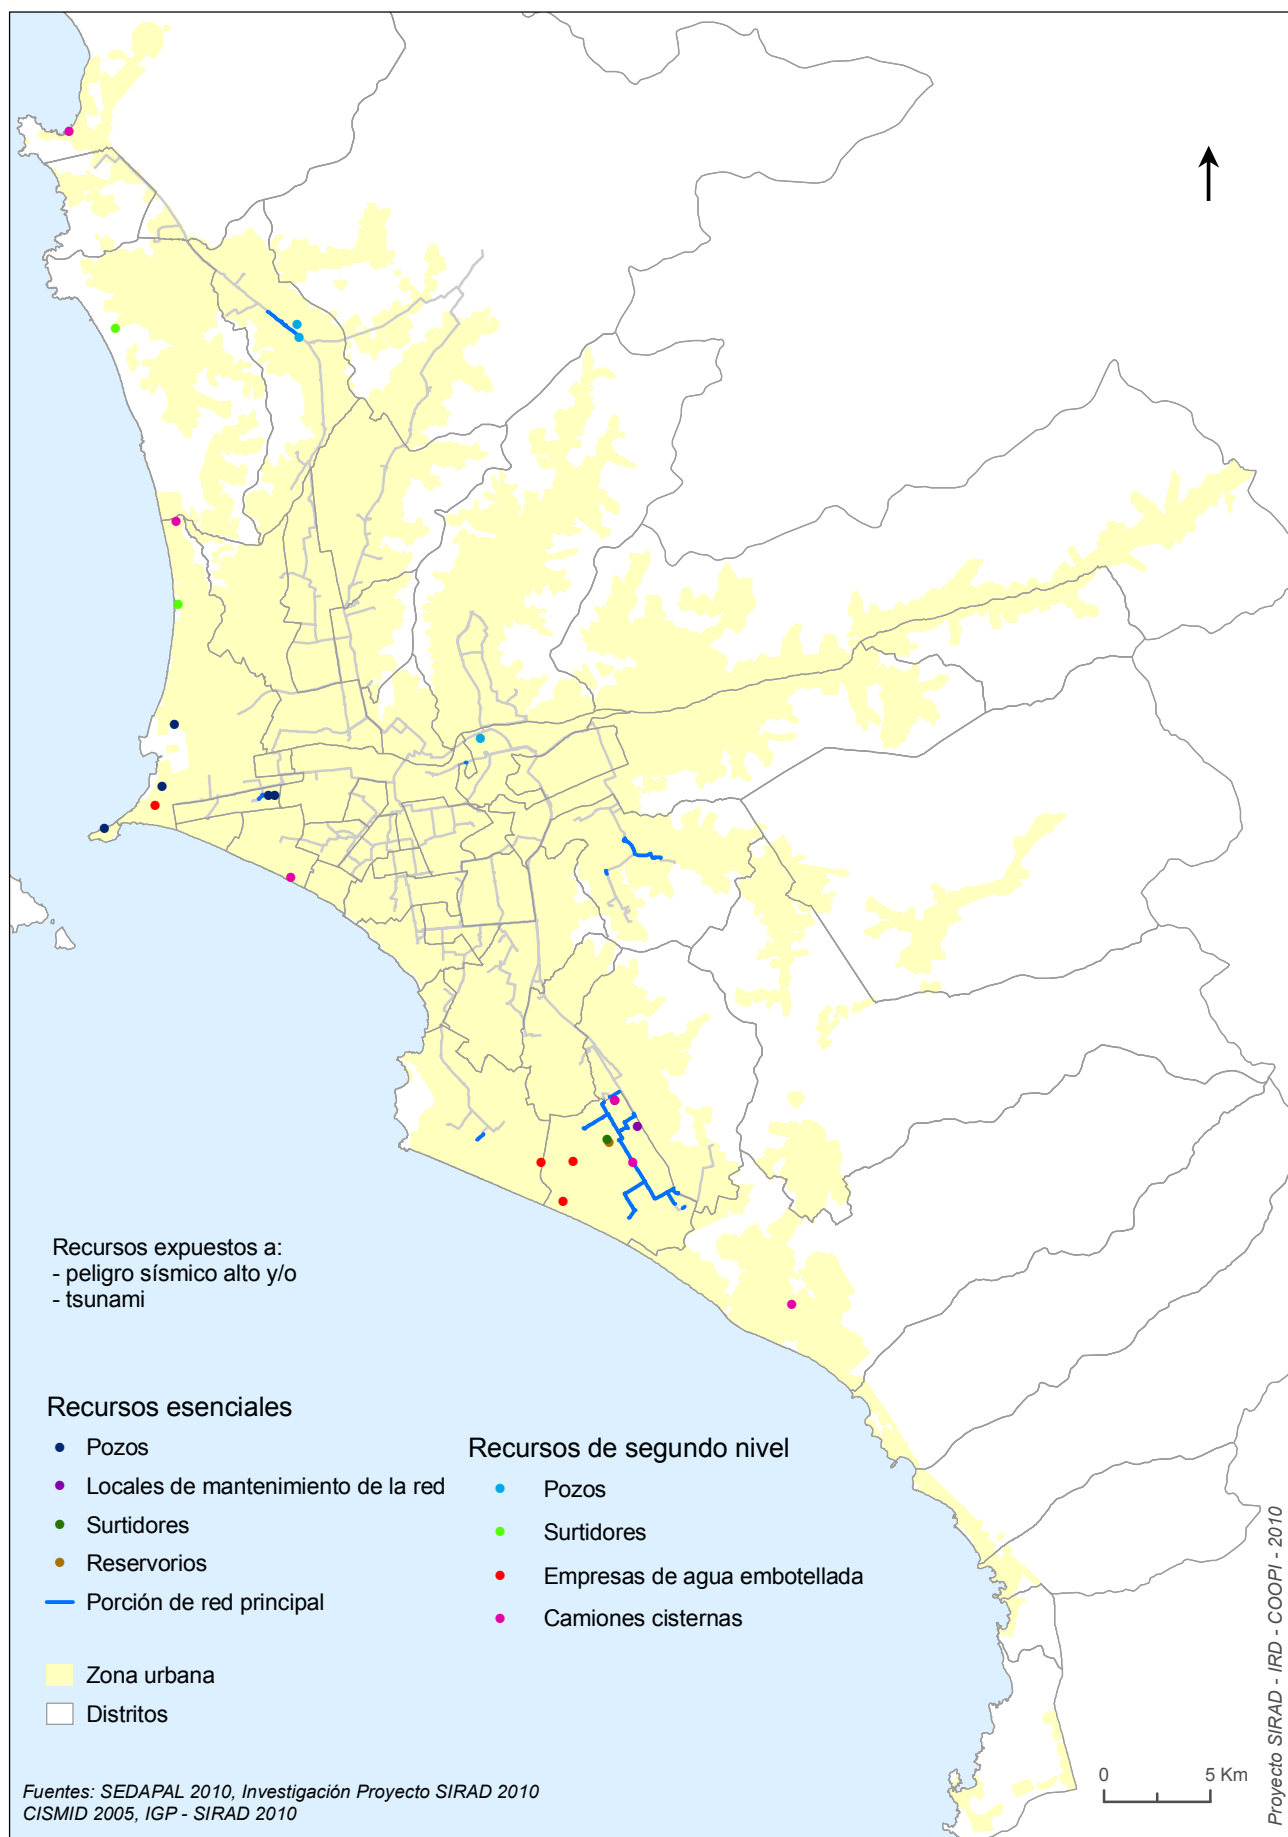 Recursos expuestos a:
- peligro sísmico alto y/o
- tsunami
Recursos esenciales
Pozos
Locales de mantenimiento de la red
Surtidores
Reservorios
Porción de red principal
Zona urbana
Distritos
Recursos de segundo nivel
Pozos
Surtidores
Empresas de agua embotellada
Camiones cisternas
Fuentes: SEDAPAL 2010, Investigación Proyecto SIRAD 2010
CISMID 2005, IGP - SIRAD 2010
0 5 Km
Proyecto SIRAD - IRD - COOPI - 2010